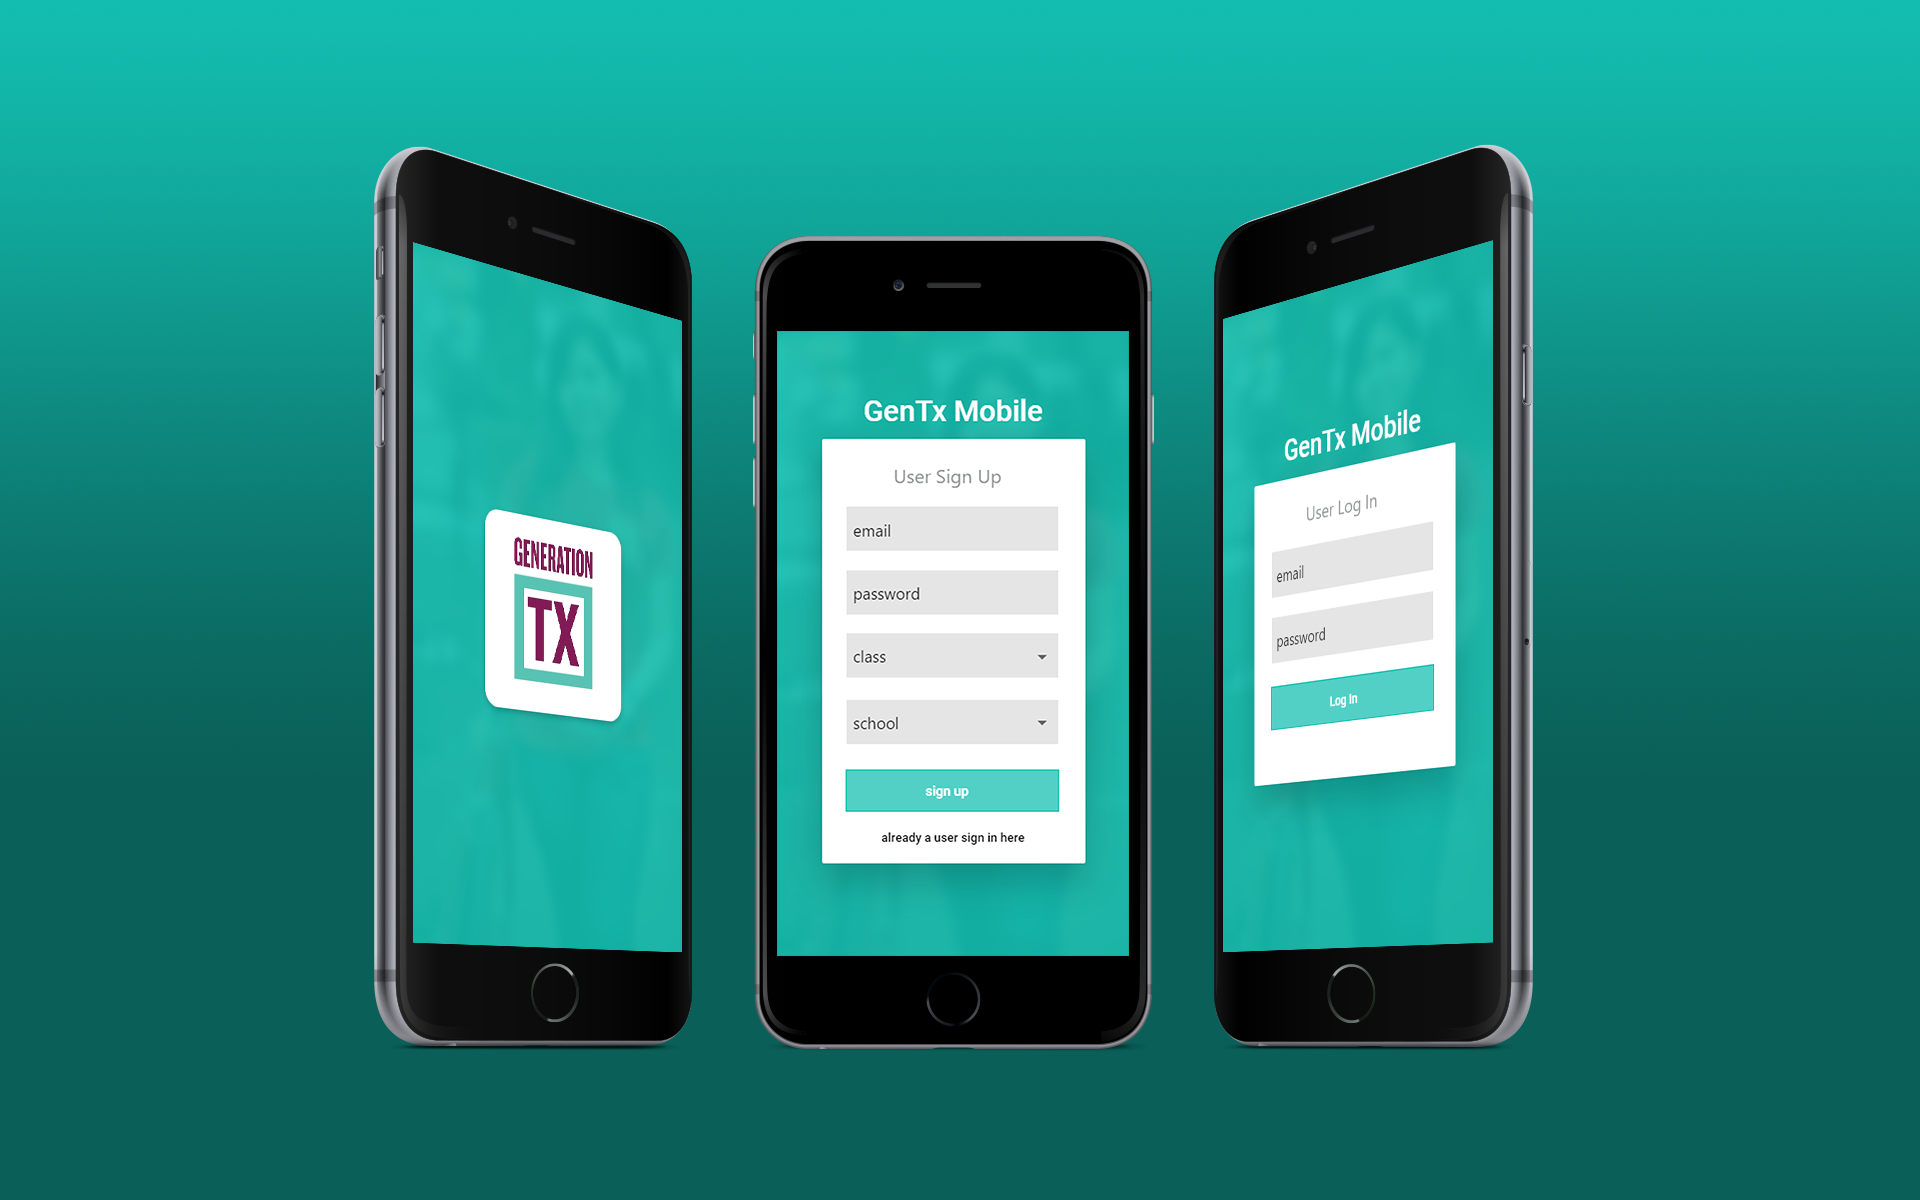 GENERATION
TX
GenTx Mobile
User Sign Up
email
password
class
school
sign up
already a user sign in here
GenTx Mobile
User Log In
email
password
Log In